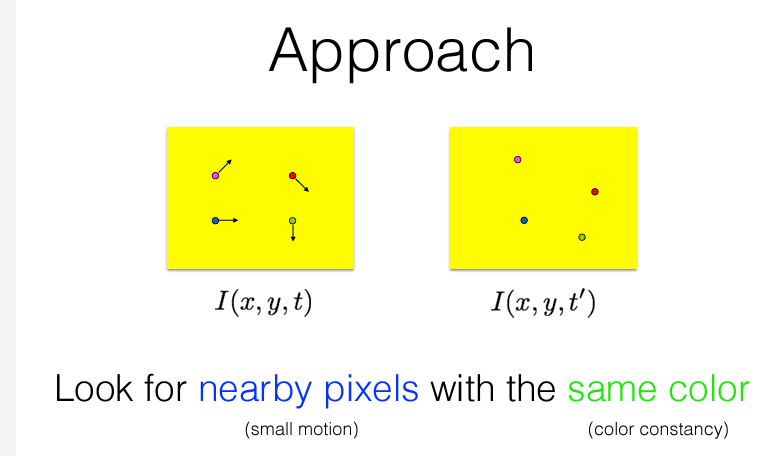 Approach
I(x, y, t)
I(x, y, t′)
Look for nearby pixels with the same color
(small motion)
(color constancy)